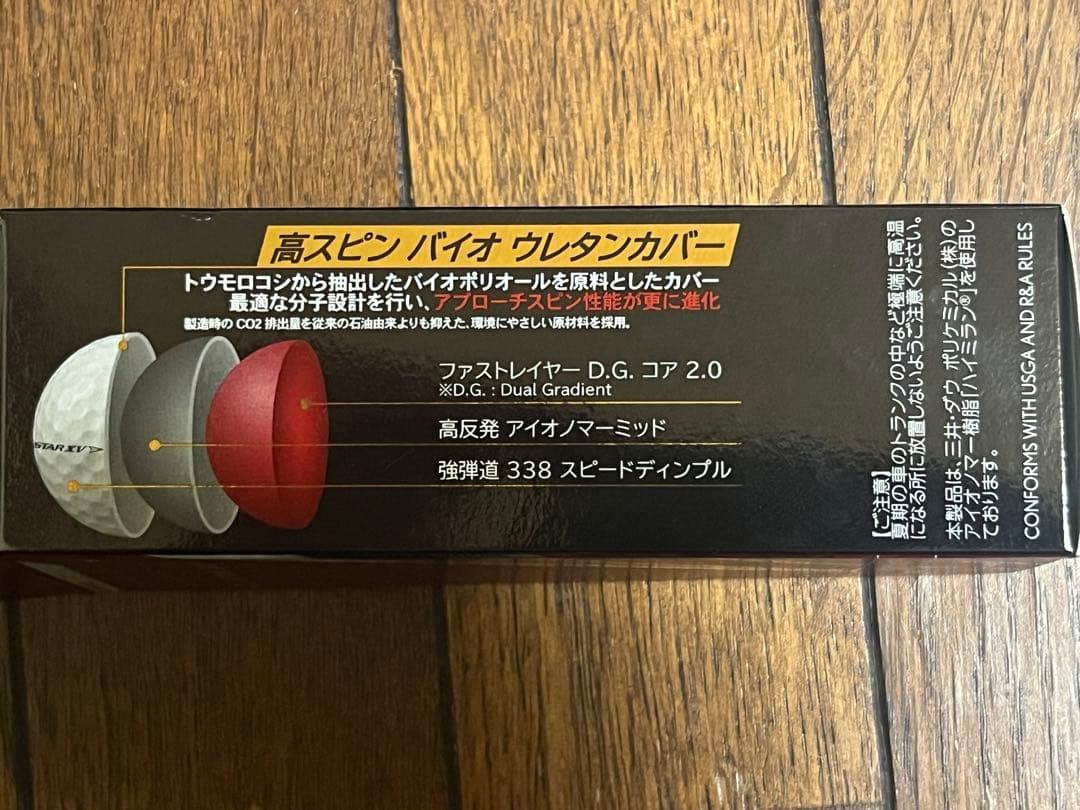 高スピン バイオ ウレタンカバー
トウモロコシから抽出したバイオポリオールを原料としたカバー
最適な分子設計を行い、アプローチスピン性能が更に進化
製造時の CO2 排出量を従来の石油由来よりも抑えた、環境にやさしい原材料を採用。
ファストレイヤー D.G. コア 2.0
※D.G. : Dual Gradient
高反発 アイオノマーミッド
強弾道 338 スピードディンプル
STAR XV
【ご注意】
夏期の車のトランクの中など極端に高温
になる所に放置しないようご注意ください。
本製品は、三井・ダウ ポリケミカル(株)の
アイオノマー樹脂「ハイミラン®」を使用し
ております。
CONFORMS WITH USGA AND R&A RULES